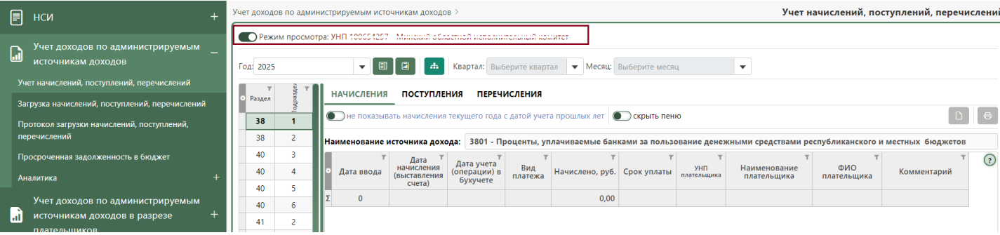 НСИ
Учет доходов по администрируемым
источникам доходов
Учет начислений, поступлений, перечислений
Загрузка начислений, поступлений, перечислений
Протокол загрузки начислений, поступлений,
перечислений
Просроченная задолженность в бюджет
Аналитика
Учет доходов по администрируемым
источникам доходов в разрезе
плательщиков
Учет доходов по администрируемым источникам доходов >
Учет начислений, поступлений, перечислени
Режим просмотра: УНП
Год: 2025
Квартал: Выберите квартал
Месяц: Выберите месяц
Раздел
Подраздел
38 1
38 2
40 3
40 4
40 5
40 6
41 2
НАЧИСЛЕНИЯ ПОСТУПЛЕНИЯ ПЕРЕЧИСЛЕНИЯ
не показывать начисления текущего года с датой учета прошлых лет
скрыть пеню
Наименование источника дохода: 3801 - Проценты, уплачиваемые банками за пользование денежными средствами республиканского и местных бюджетов
Дата ввода
Дата
начисления
(выставления
счета)
Дата учета
(операции) в
бухучете
Вид
платежа
Начислено, руб.
Срок уплаты
УНП
плательщика
Наименование
плательщика
ФИО
плательщика
Комментарий
?
Σ 0 0,00